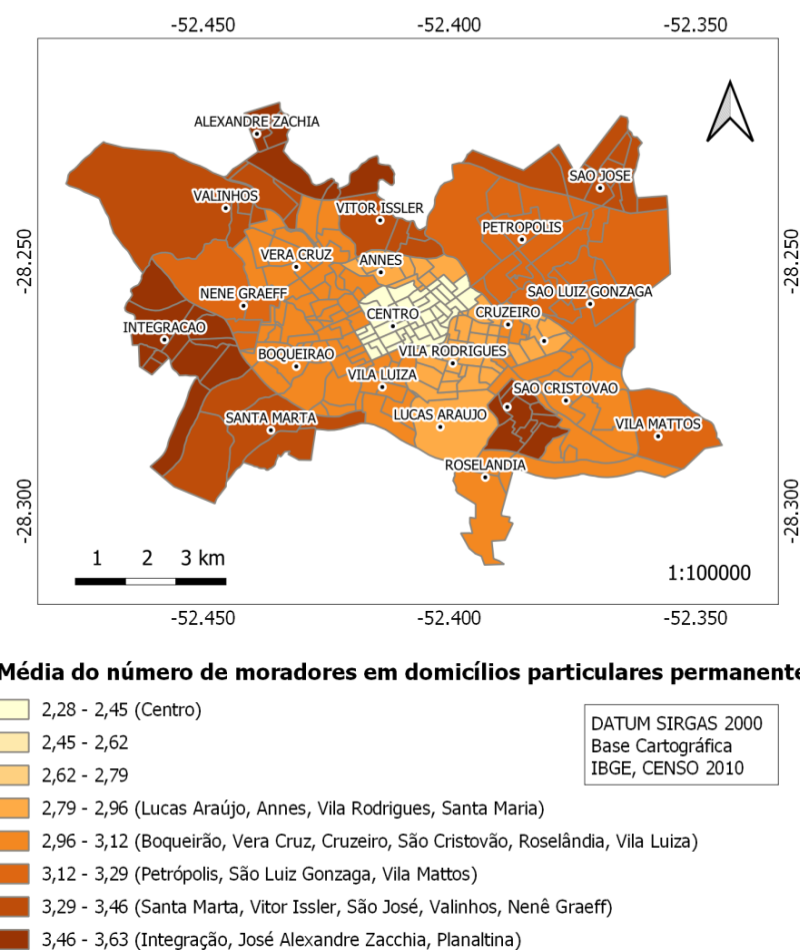 -52.450 -52.400 -52.350
ALEXANDRE ZACHIA
SAO JOSE
VALINHOS
VITOR ISSLER
PETROPOLIS
-28.250
-28.250
VERA CRUZ
ANNES
NENE GRAEFF
SAO LUIZ GONZAGA
CENTRO
CRUZEIRO
INTEGRACAO
BOQUEIRAO
VILA RODRIGUES
VILA LUIZA
SAO CRISTOVAO
SANTA MARTA
LUCAS ARAUJO
VILA MATTOS
ROSELANDIA
-28.300
-28.300
1 2 3 km
1:100000
-52.450 -52.400 -52.350
Média do número de moradores em domicílios particulares permanente
2,28 - 2,45 (Centro)
2,45 - 2,62
2,62 - 2,79
2,79 - 2,96 (Lucas Araújo, Annes, Vila Rodrigues, Santa Maria)
2,96 - 3,12 (Boqueirão, Vera Cruz, Cruzeiro, São Cristovão, Roselândia, Vila Luiza)
3,12 - 3,29 (Petrópolis, São Luiz Gonzaga, Vila Mattos)
3,29 - 3,46 (Santa Marta, Vitor Issler, São José, Valinhos, Nenê Graeff)
3,46 - 3,63 (Integração, José Alexandre Zacchia, Planaltina)
DATUM SIRGAS 2000
Base Cartográfica
IBGE, CENSO 2010